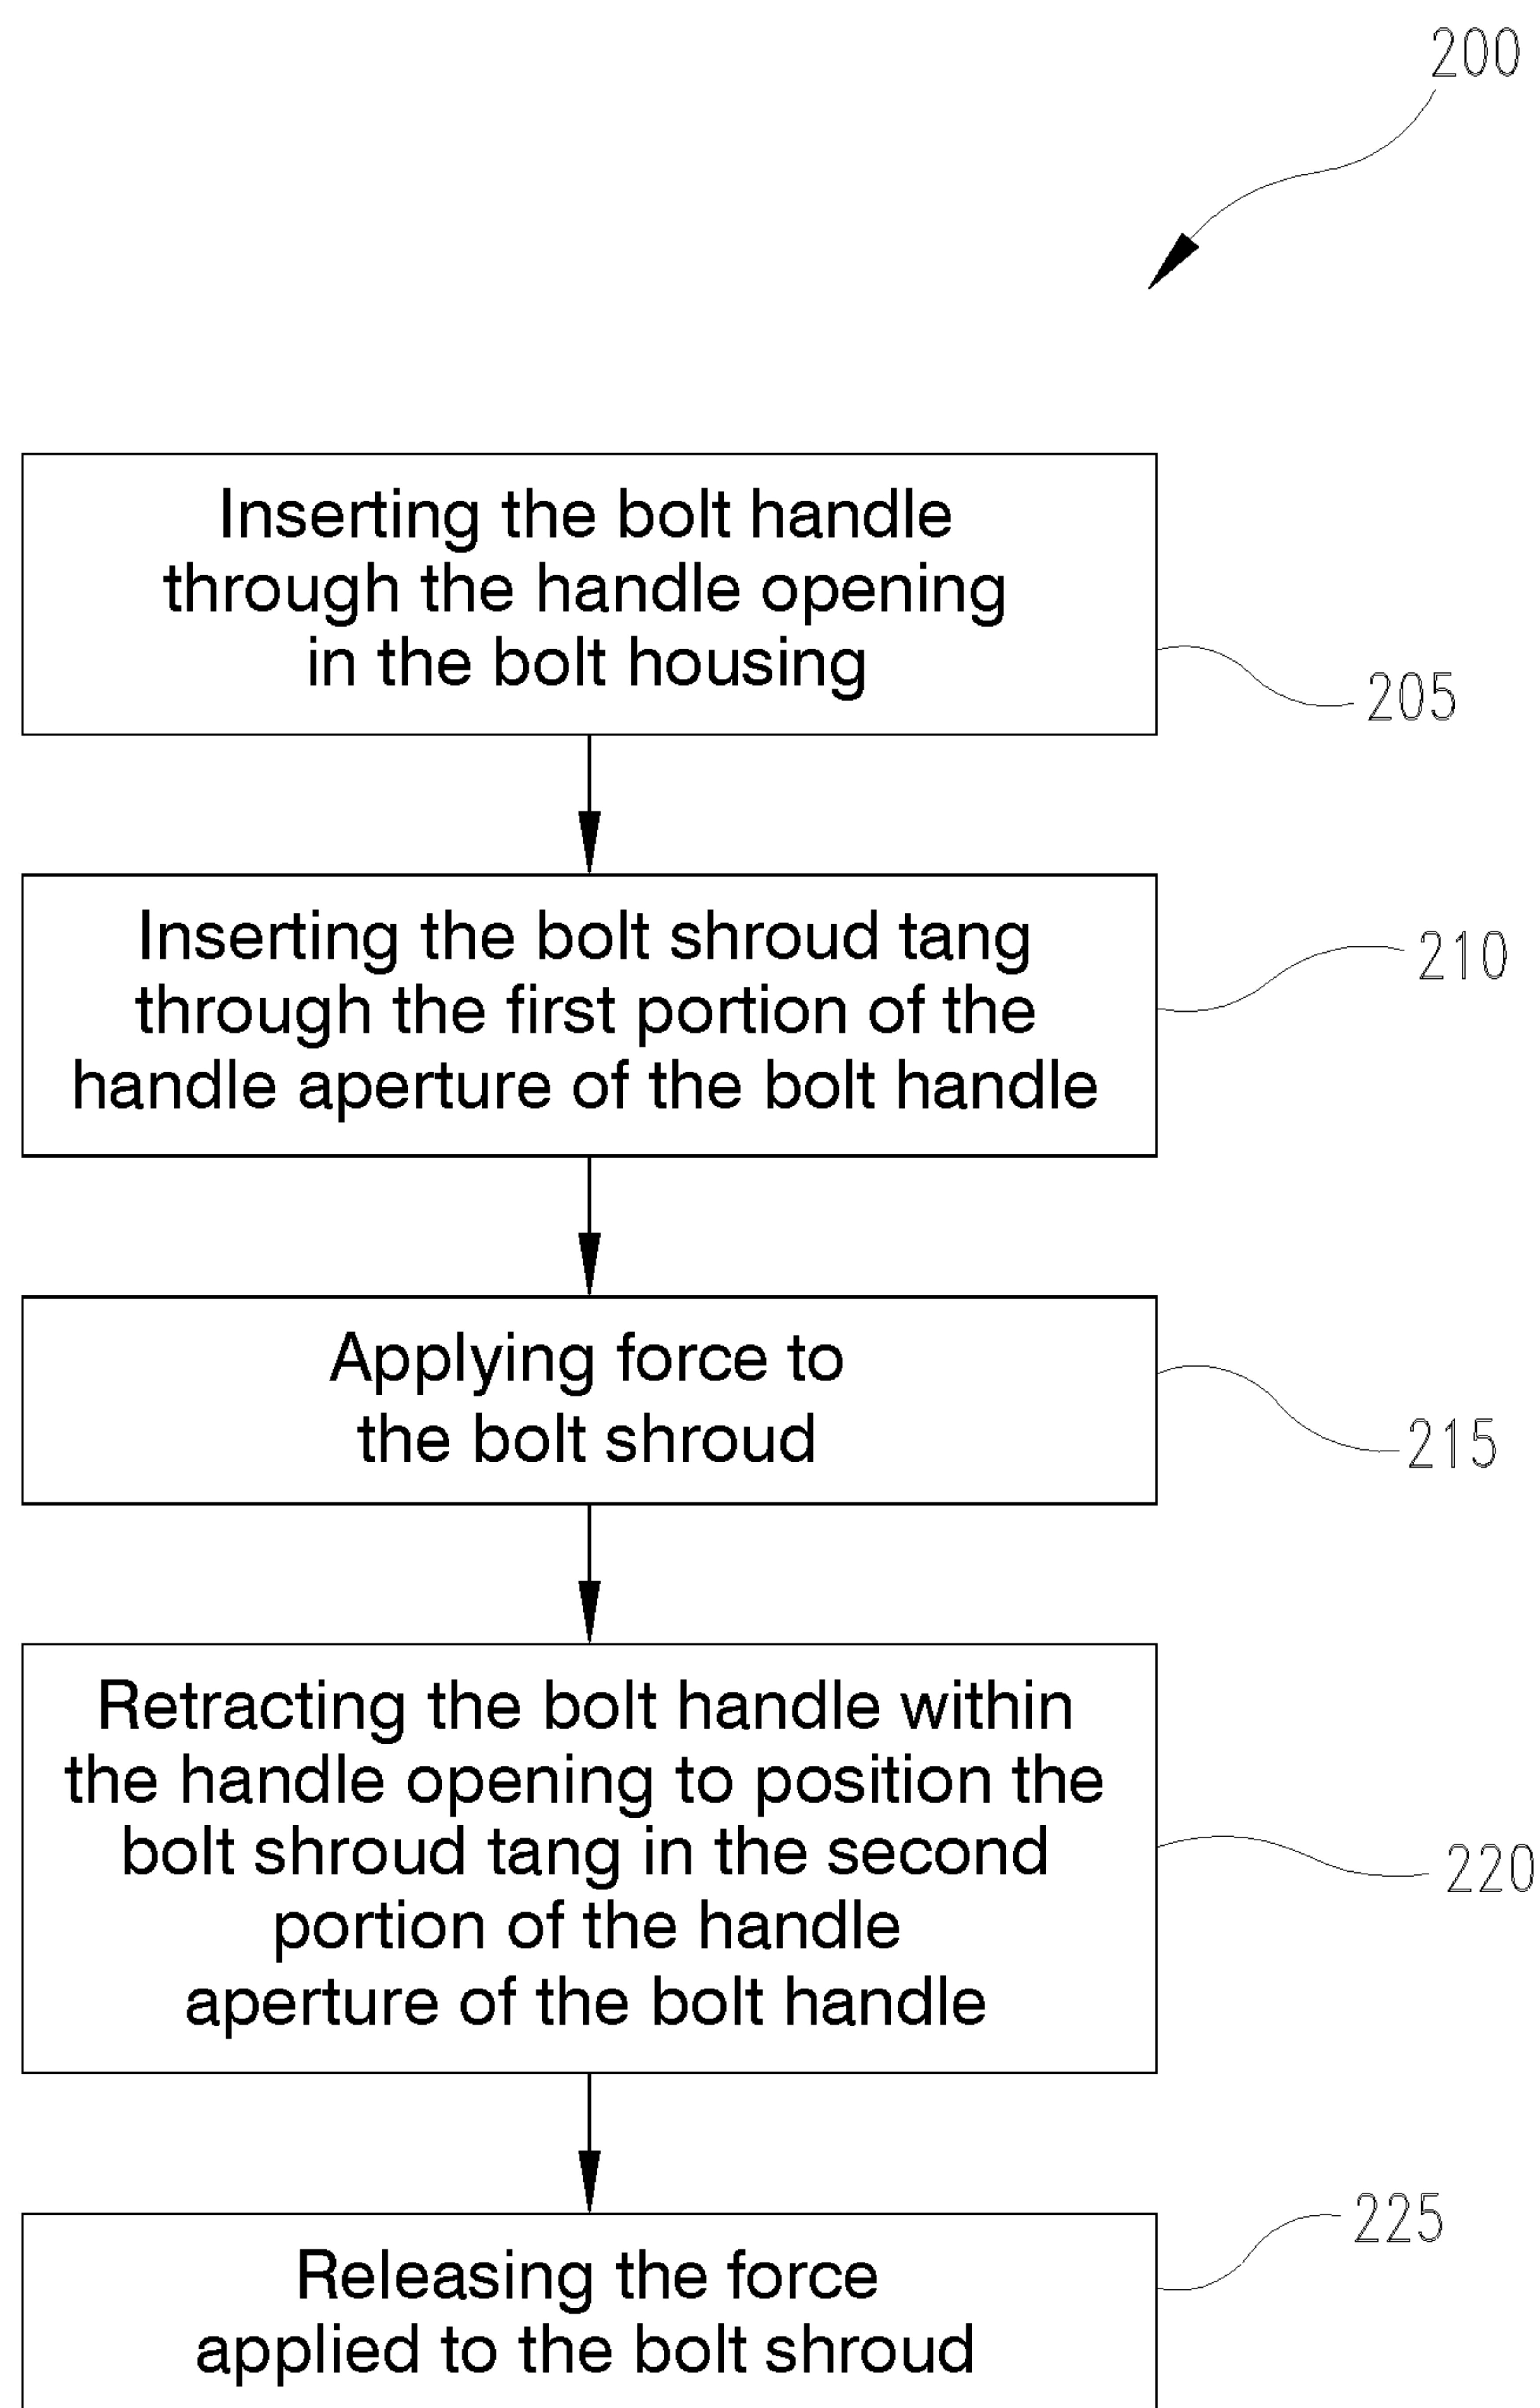 200
Inserting the bolt handle
through the handle opening
in the bolt housing
205
Inserting the bolt shroud tang
through the first portion of the
handle aperture of the bolt handle
210
Applying force to
the bolt shroud
215
Retracting the bolt handle within
the handle opening to position the
bolt shroud tang in the second
portion of the handle
aperture of the bolt handle
220
Releasing the force
applied to the bolt shroud
225